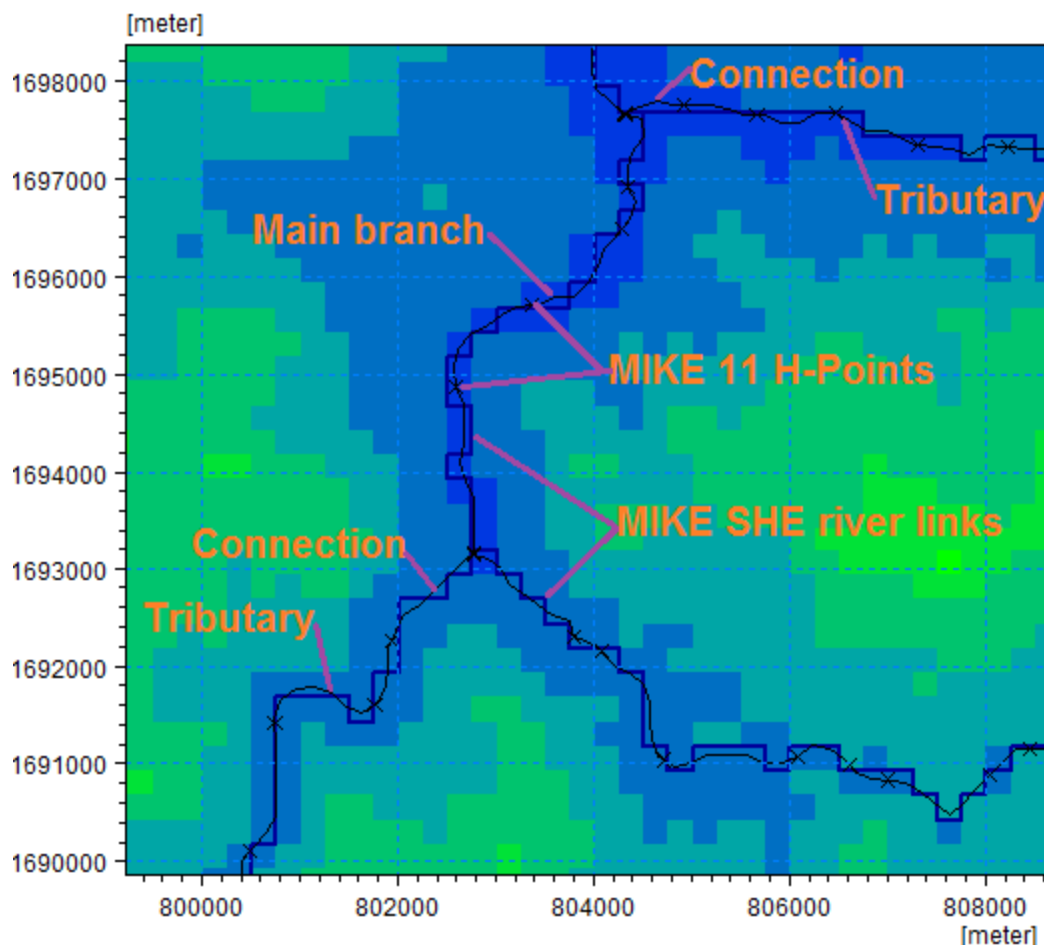 [meter]
1698000
Connection
1697000
Tributary
Main branch
1696000
1695000
MIKE 11 H-Points
1694000
MIKE SHE river links
Connection
1693000
Tributary
1692000
1691000
1690000
800000 802000 804000 806000 808000
[meter]